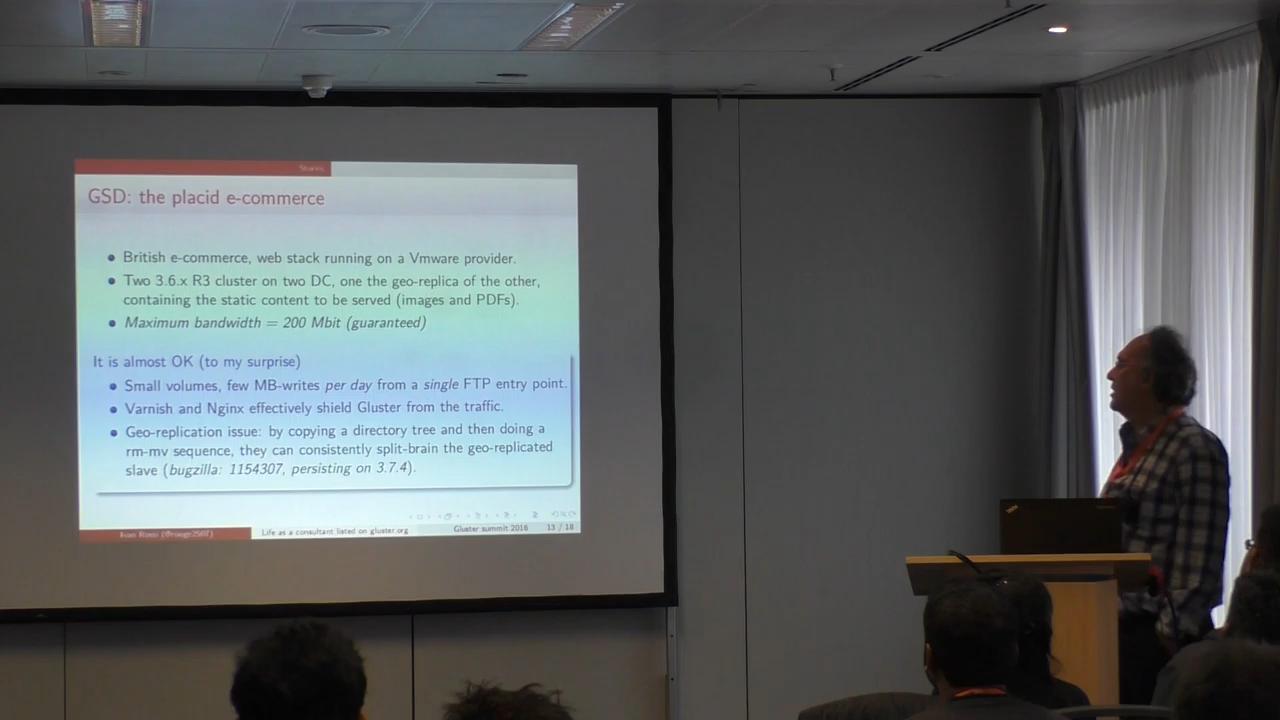 Stories
GSD: the placid e-commerce
British e-commerce, web stack running on a Vmware provider.
Two 3.6.x R3 cluster on two DC, one the geo-replica of the other,
containing the static content to be served (images and PDFs).
Maximum bandwidth = 200 Mbit (guaranteed)
It is almost OK (to my surprise)
Small volumes, few MB-writes per day from a single FTP entry point.
Varnish and Nginx effectively shield Gluster from the traffic.
Geo-replication issue: by copying a directory tree and then doing a
rm-mv sequence, they can consistently split-brain the geo-replicated
slave (bugzilla: 1154307, persisting on 3.7.4).
Ivan Rossi
Life as a consultant listed on gluster.org
Gluster summit 2016
13 / 18